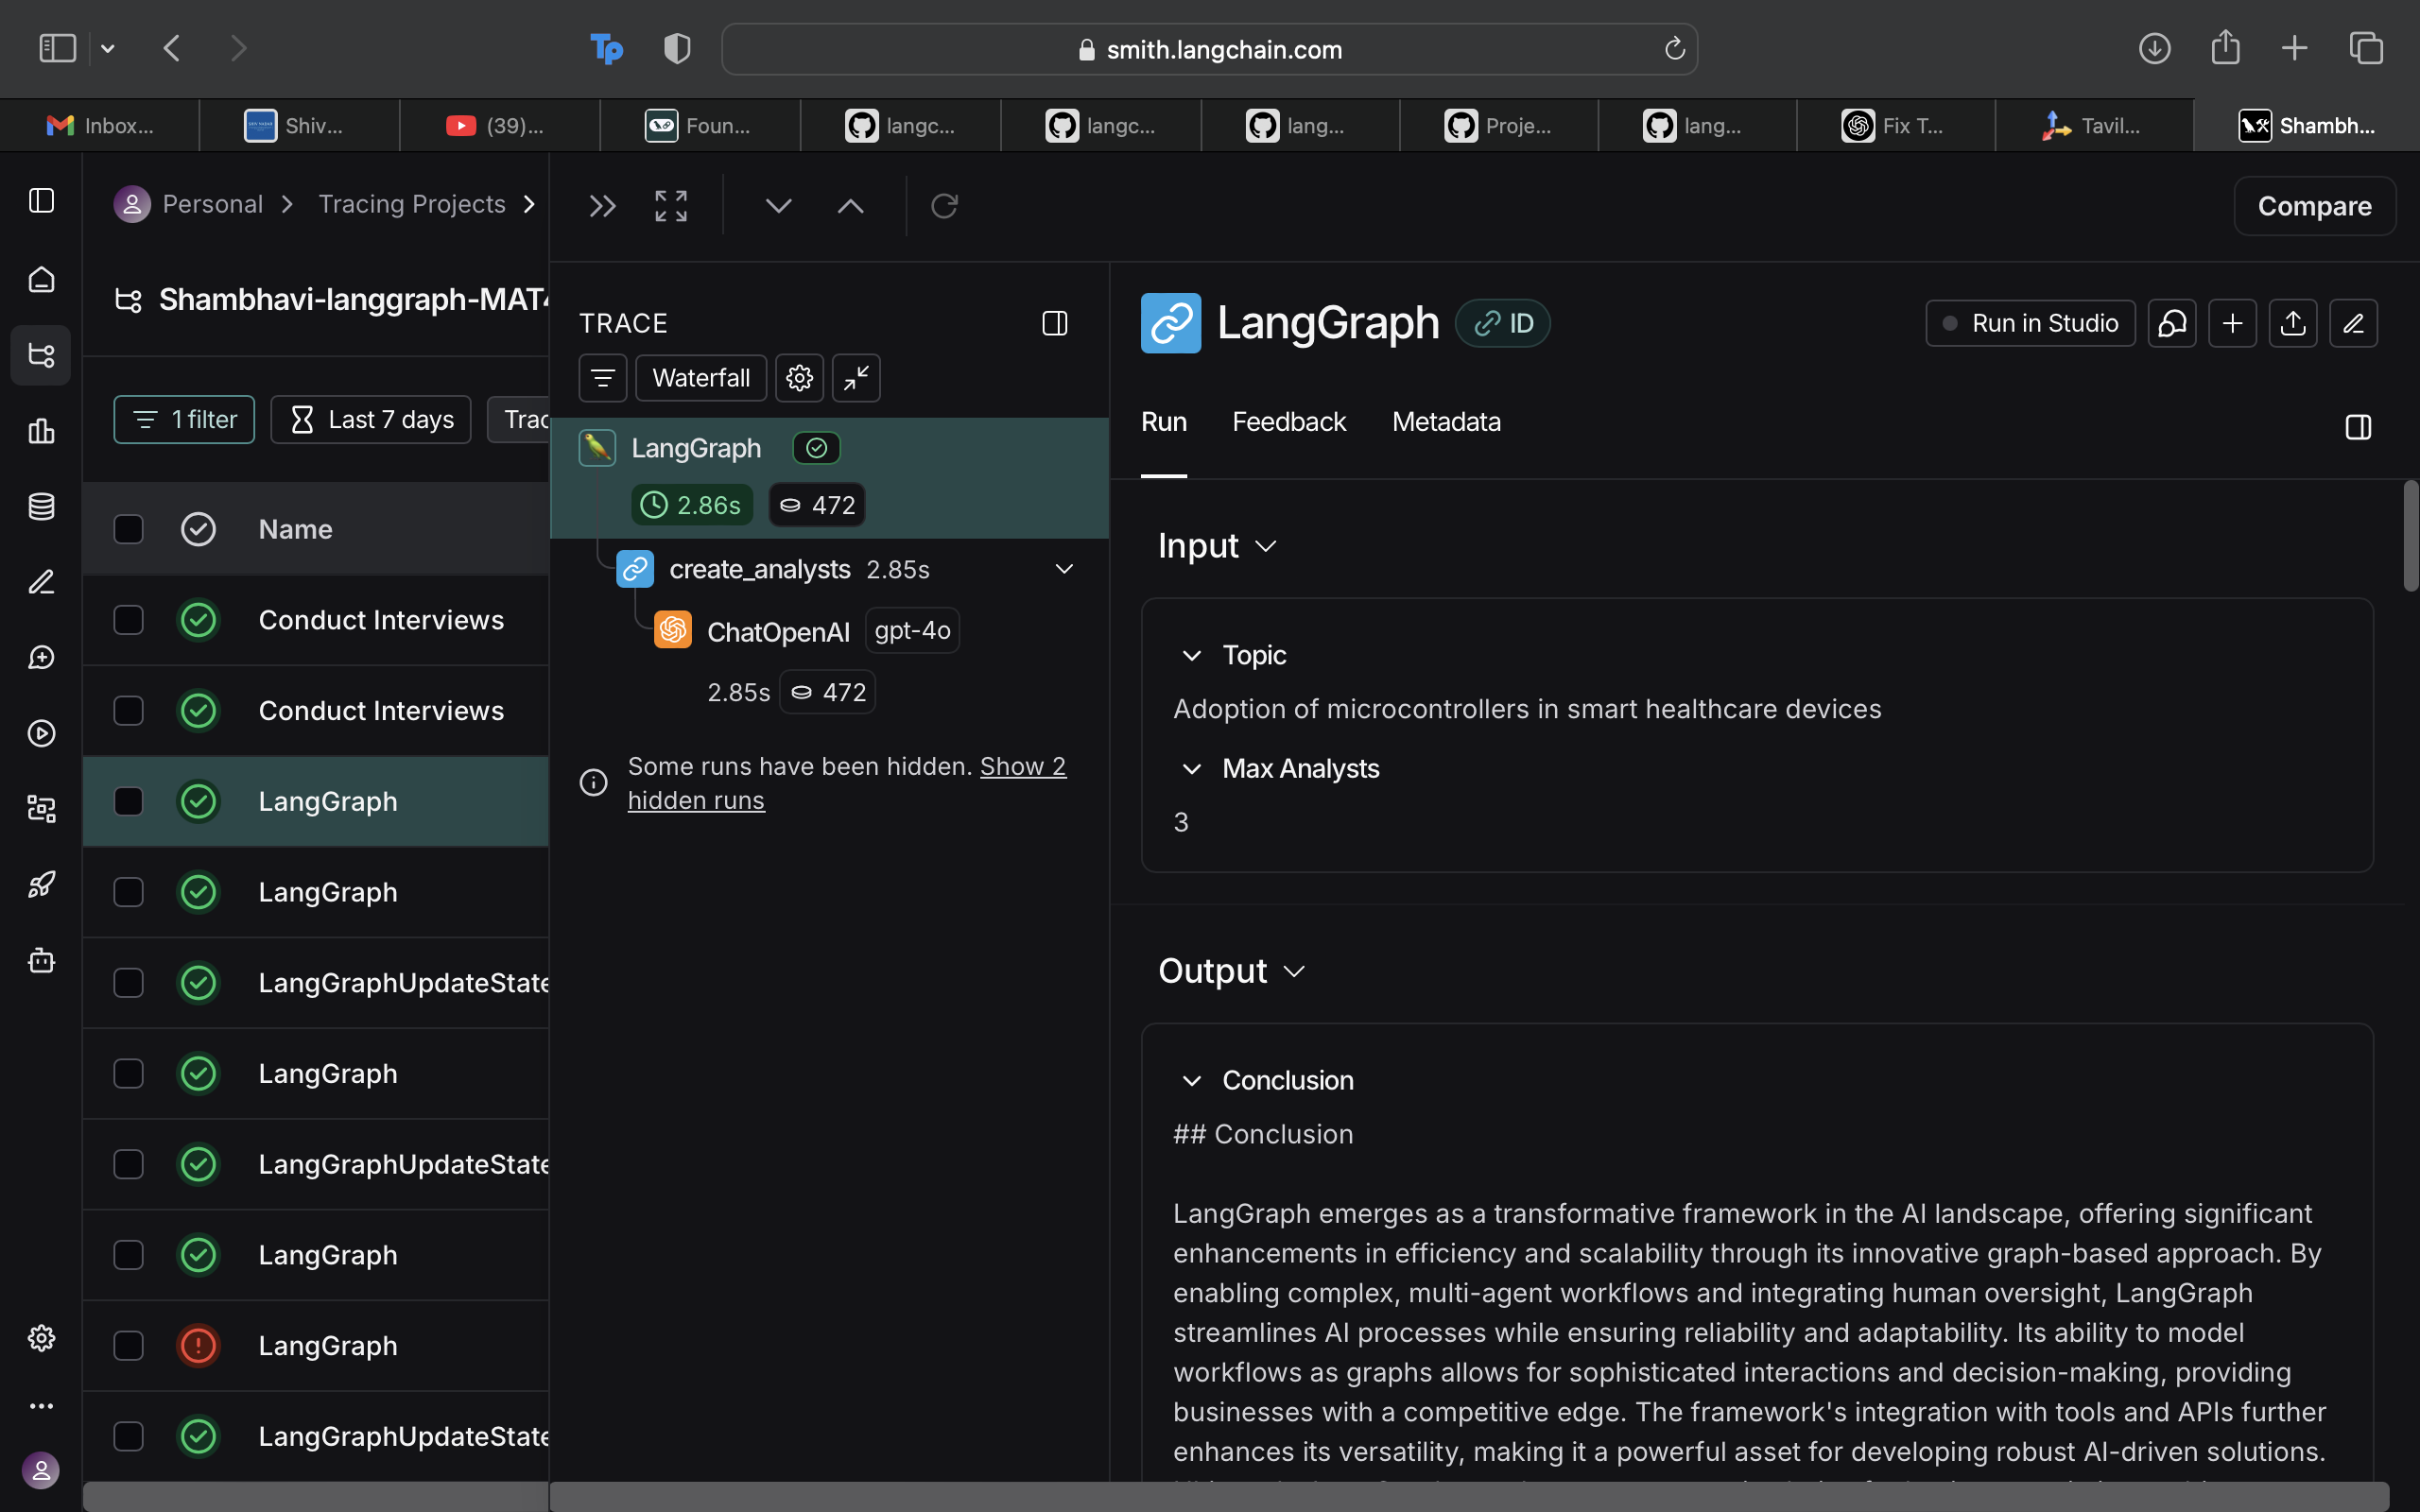 smith.langchain.com
Inbox...
Shiv...
(39)...
Foun...
langc...
langc...
lang...
Proje...
lang...
Fix T...
Tavil...
Shambh...
Personal
Tracing Projects
Compare
Shambhavi-langgraph-MAT4
1 filter
Last 7 days
Trac
Name
Conduct Interviews
Conduct Interviews
LangGraph
LangGraph
LangGraphUpdateState
LangGraph
LangGraphUpdateState
LangGraph
LangGraph
LangGraphUpdateState
TRACE
Waterfall
LangGraph
2.86s 472
create_analysts 2.85s
ChatOpenAI gpt-4o
2.85s 472
Some runs have been hidden. Show 2
hidden runs
LangGraph ID
Run in Studio
Run Feedback Metadata
Input
Topic
Adoption of microcontrollers in smart healthcare devices
Max Analysts
3
Output
Conclusion
## Conclusion
LangGraph emerges as a transformative framework in the AI landscape, offering significant
enhancements in efficiency and scalability through its innovative graph-based approach. By
enabling complex, multi-agent workflows and integrating human oversight, LangGraph
streamlines AI processes while ensuring reliability and adaptability. Its ability to model
workflows as graphs allows for sophisticated interactions and decision-making, providing
businesses with a competitive edge. The framework's integration with tools and APIs further
enhances its versatility, making it a powerful asset for developing robust AI-driven solutions.